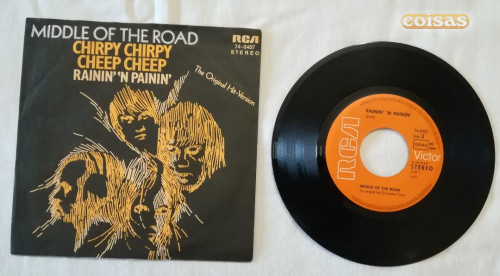 MIDDLE OF THE ROAD
CHIRPY CHIRPY
CHEEP CHEEP
RAININ' 'N PAININ'
RCA
74-0407
STEREO
The Original Hit-Version
coisas
RAININ' 'N PAININ'
RCA
Victor
STEREO
MIDDLE OF THE ROAD